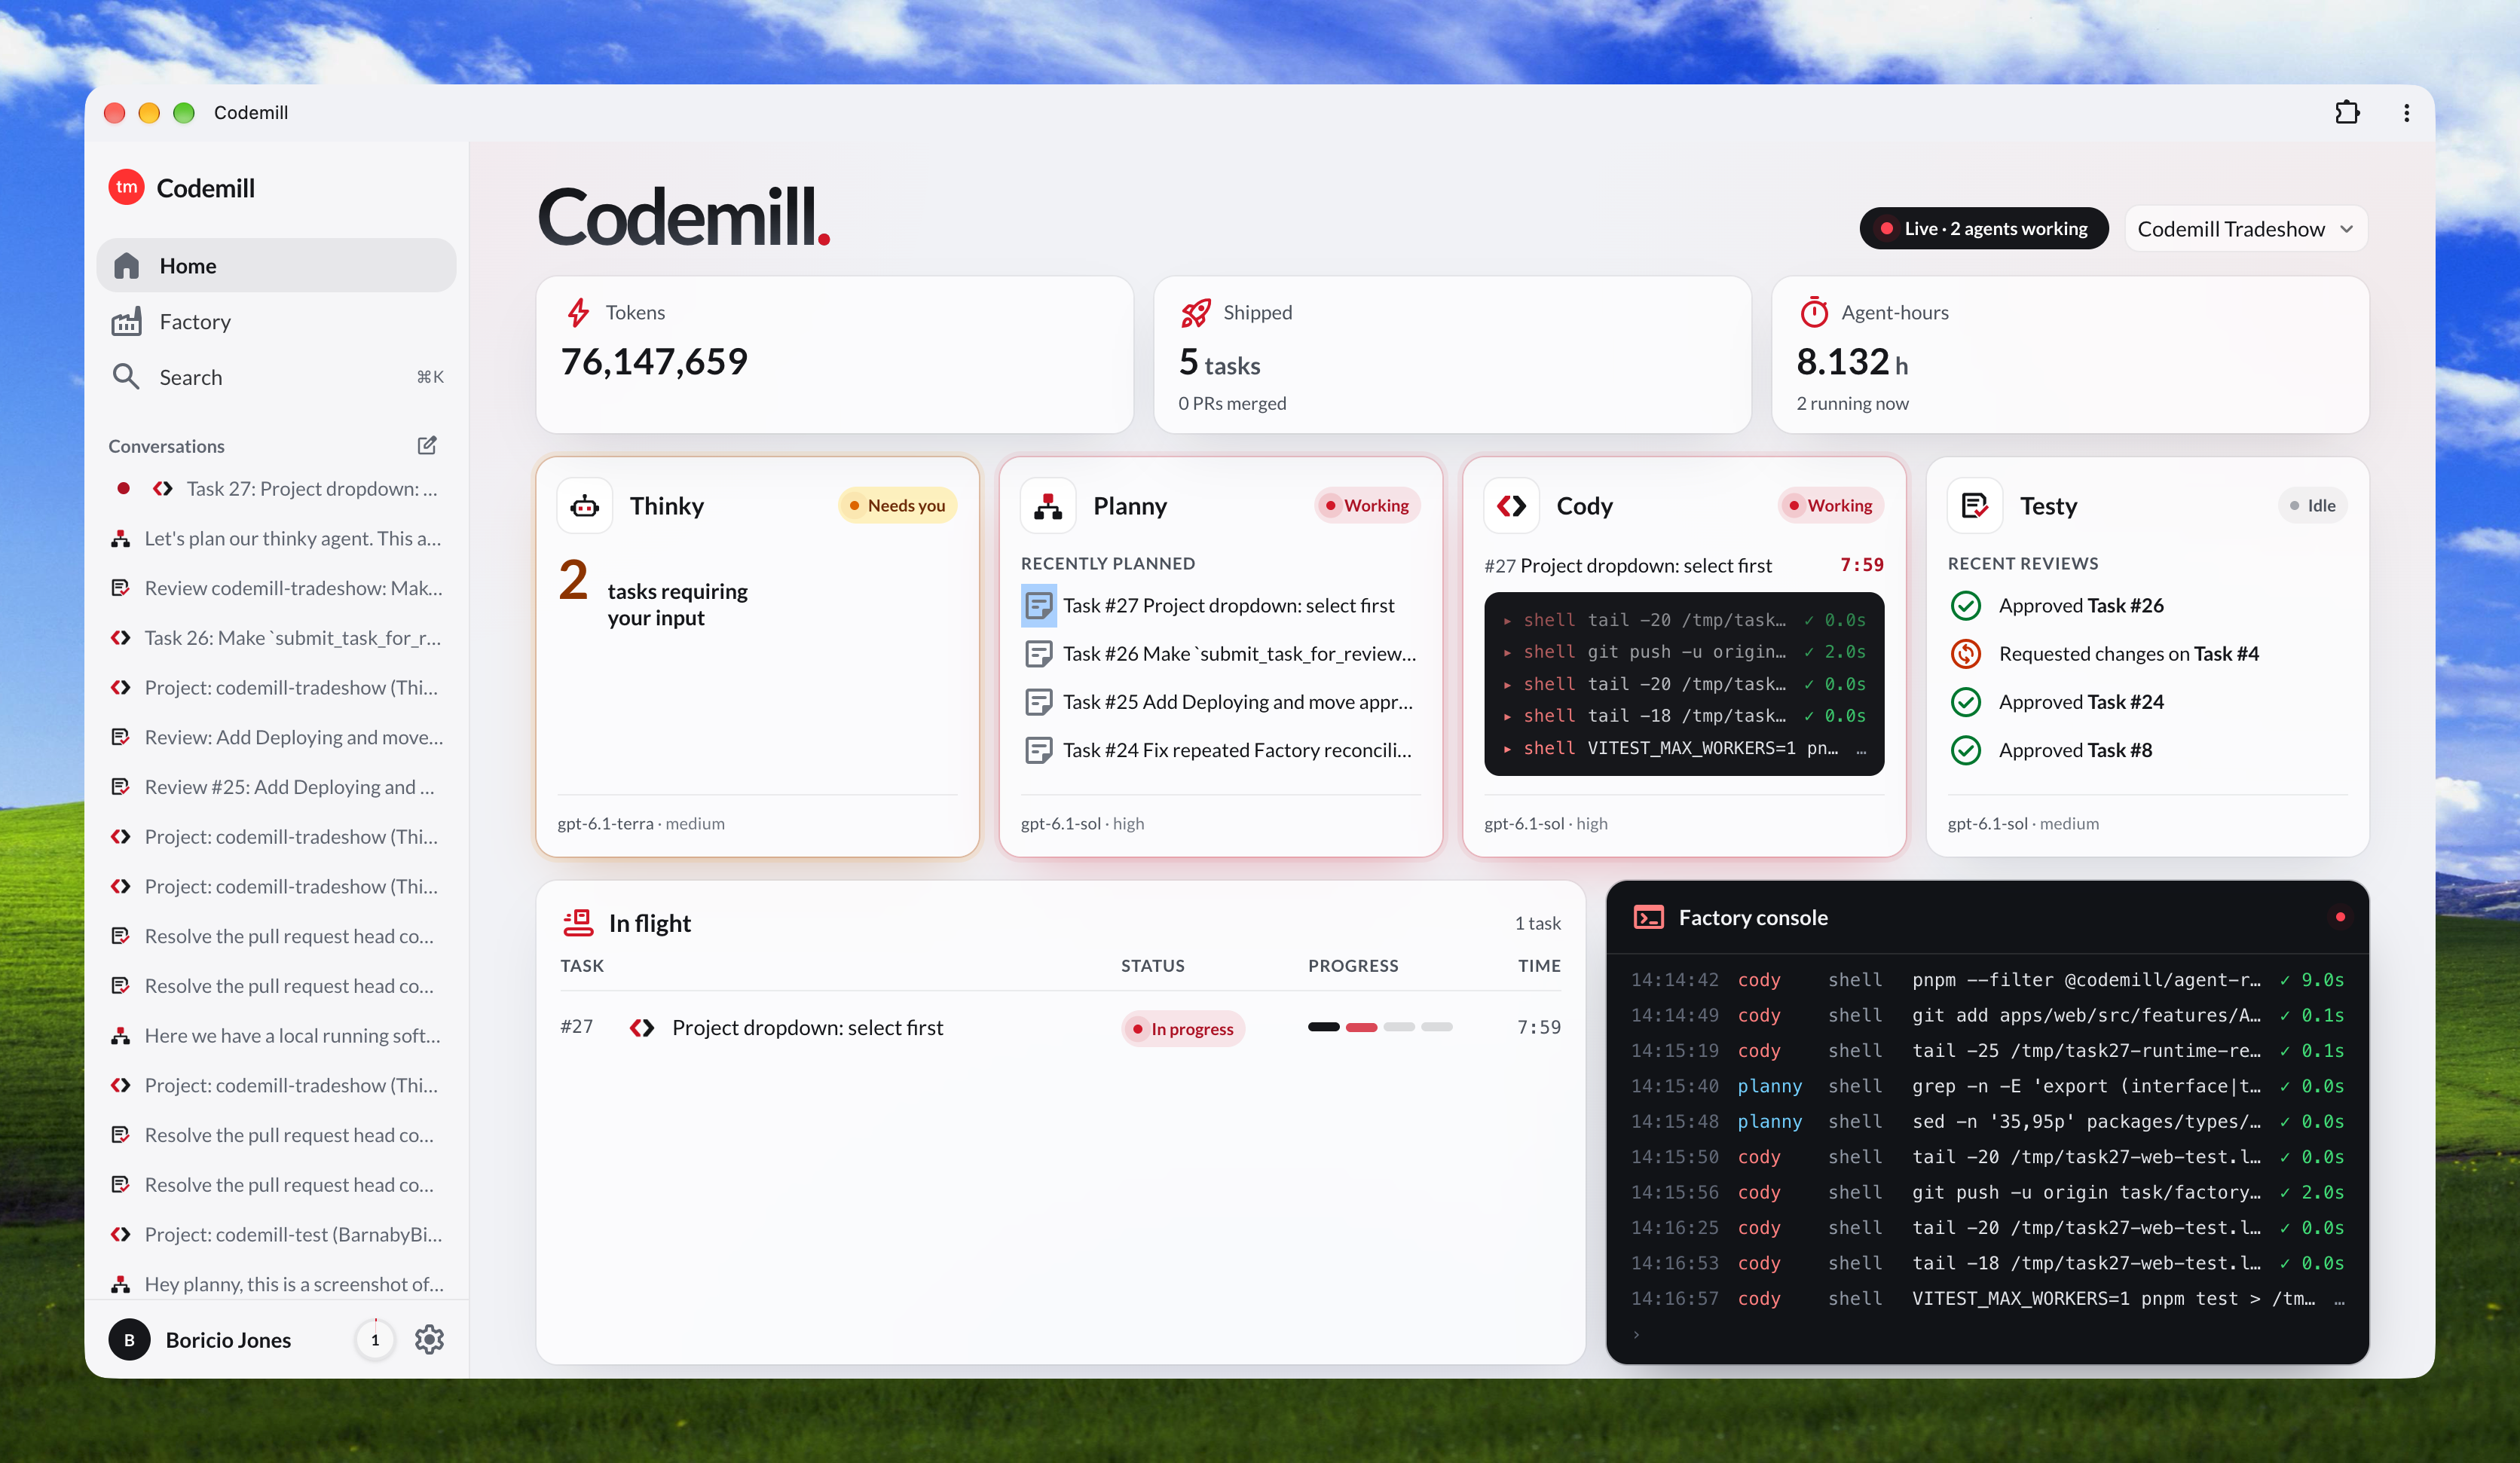 Codemill
tm Codemill
Home
Factory
Search ⌘K
Conversations
Task 27: Project dropdown: ...
Let's plan our thinky agent. This a...
Review codemill-tradeshow: Mak...
Task 26: Make `submit_task_for_r...
Project: codemill-tradeshow (Thi...
Review: Add Deploying and move...
Review #25: Add Deploying and ...
Project: codemill-tradeshow (Thi...
Project: codemill-tradeshow (Thi...
Resolve the pull request head co...
Resolve the pull request head co...
Here we have a local running soft...
Project: codemill-tradeshow (Thi...
Resolve the pull request head co...
Resolve the pull request head co...
Project: codemill-test (BarnabyBi...
Hey planny, this is a screenshot of...
B Boricio Jones 1
Codemill.
Live · 2 agents working
Codemill Tradeshow
Tokens
76,147,659
Shipped
5 tasks
0 PRs merged
Agent-hours
8.132 h
2 running now
Thinky
Needs you
2 tasks requiring
your input
gpt-6.1-terra · medium
Planny
Working
RECENTLY PLANNED
Task #27 Project dropdown: select first
Task #26 Make `submit_task_for_review...
Task #25 Add Deploying and move appr...
Task #24 Fix repeated Factory reconcili...
gpt-6.1-sol · high
Cody
Working
#27 Project dropdown: select first 7:59
▸ shell tail -20 /tmp/task… ✓ 0.0s
▸ shell git push -u origin… ✓ 2.0s
▸ shell tail -20 /tmp/task… ✓ 0.0s
▸ shell tail -18 /tmp/task… ✓ 0.0s
▸ shell VITEST_MAX_WORKERS=1 pn… …
gpt-6.1-sol · high
Testy
Idle
RECENT REVIEWS
Approved Task #26
Requested changes on Task #4
Approved Task #24
Approved Task #8
gpt-6.1-sol · medium
In flight
1 task
TASK STATUS PROGRESS TIME
#27 Project dropdown: select first In progress 7:59
Factory console
14:14:42 cody shell pnpm --filter @codemill/agent-r… ✓ 9.0s
14:14:49 cody shell git add apps/web/src/features/A… ✓ 0.1s
14:15:19 cody shell tail -25 /tmp/task27-runtime-re… ✓ 0.1s
14:15:40 planny shell grep -n -E 'export (interface|t… ✓ 0.0s
14:15:48 planny shell sed -n '35,95p' packages/types/… ✓ 0.0s
14:15:50 cody shell tail -20 /tmp/task27-web-test.l… ✓ 0.0s
14:15:56 cody shell git push -u origin task/factory… ✓ 2.0s
14:16:25 cody shell tail -20 /tmp/task27-web-test.l… ✓ 0.0s
14:16:53 cody shell tail -18 /tmp/task27-web-test.l… ✓ 0.0s
14:16:57 cody shell VITEST_MAX_WORKERS=1 pnpm test > /tm… …
›